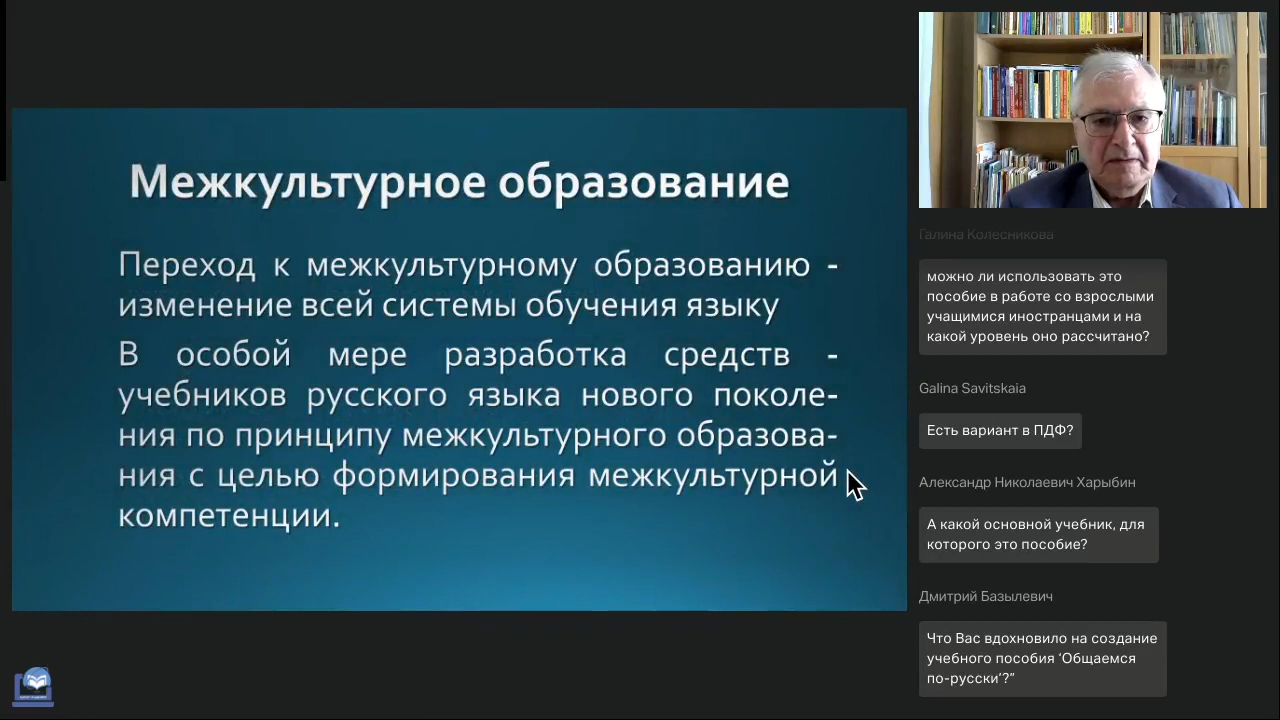 Межкультурное образование
Переход к межкультурному образованию -
изменение всей системы обучения языку
В особой мере разработка средств -
учебников русского языка нового поколе-
ния по принципу межкультурного образова-
ния с целью формирования межкультурной
компетенции.
Галина Колесникова
можно ли использовать это
пособие в работе со взрослыми
учащимися иностранцами и на
какой уровень оно рассчитано?
Galina Savitskaia
Есть вариант в ПДФ?
Александр Николаевич Харыбин
А какой основной учебник, для
которого это пособие?
Дмитрий Базылевич
Что Вас вдохновило на создание
учебного пособия ‘Общаемся
по-русски’?”